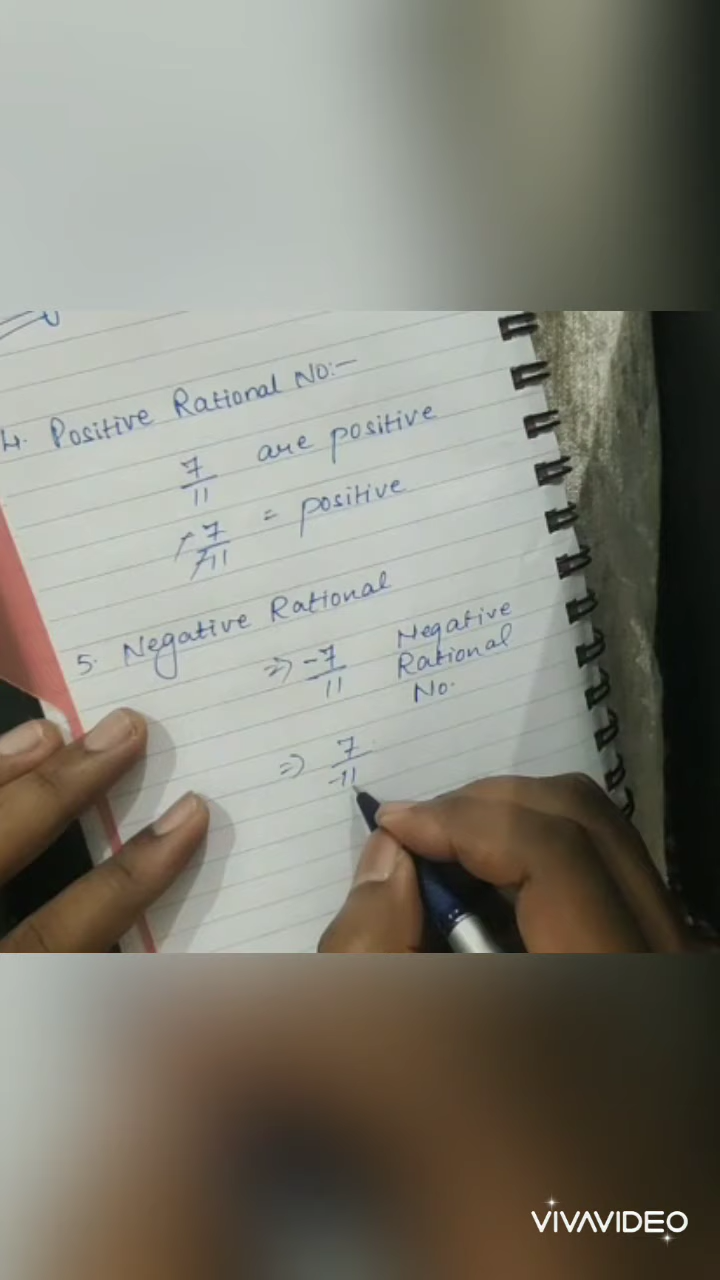 4. Positive Rational No:-
7/11 are positive
-7/-11 = positive
5. Negative Rational
=> -7/11 Negative
Rational
No.
=> 7/-11
VIVAVIDEO